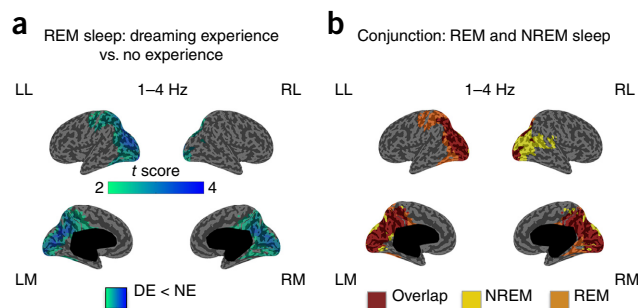 a
REM sleep: dreaming experience
vs. no experience
LL
1–4 Hz
RL
t score
2
4
LM
RM
DE < NE
b
Conjunction: REM and NREM sleep
LL
1–4 Hz
RL
LM
RM
Overlap
NREM
REM